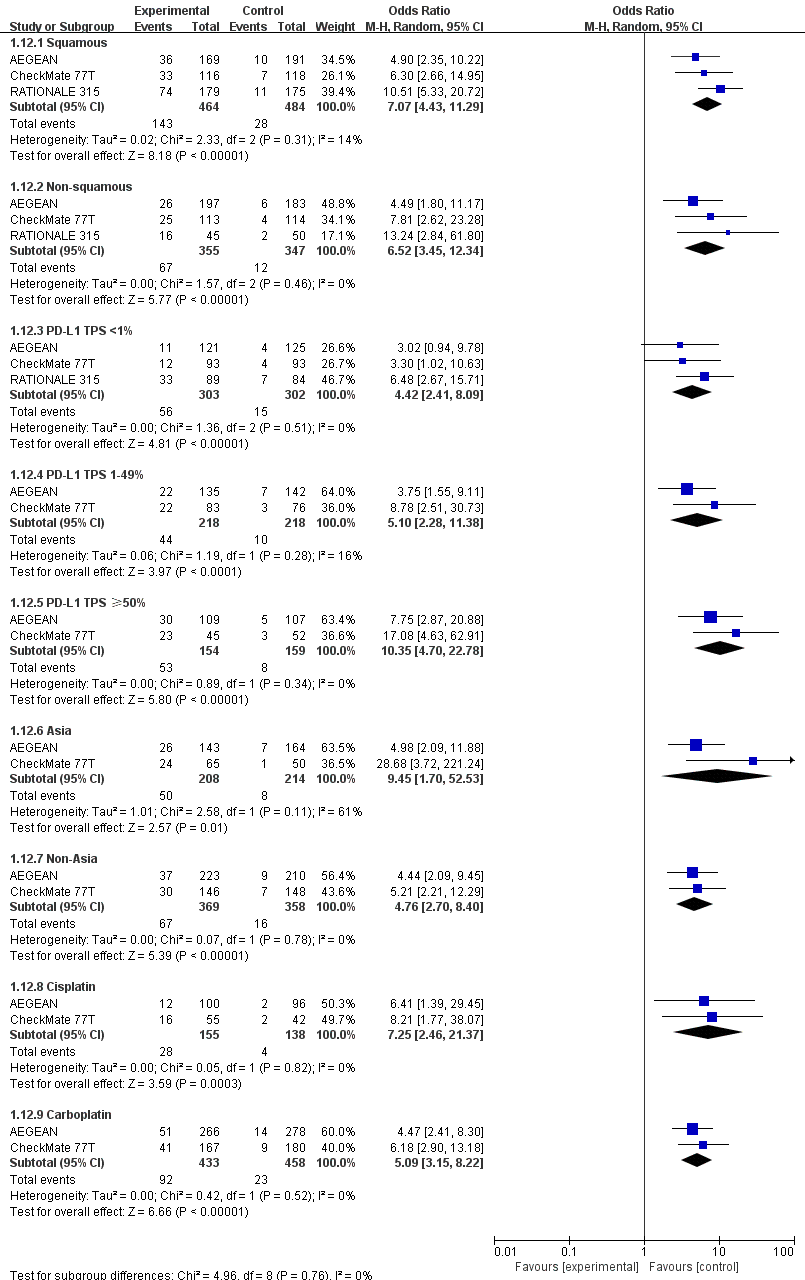 Experimental Control Odds Ratio Odds Ratio
Study or Subgroup Events Total Events Total Weight M-H, Random, 95% CI M-H, Random, 95% CI
1.12.1 Squamous
AEGEAN 36 169 10 191 34.5% 4.90 [2.35, 10.22]
CheckMate 77T 33 116 7 118 26.1% 6.30 [2.66, 14.95]
RATIONALE 315 74 179 11 175 39.4% 10.51 [5.33, 20.72]
Subtotal (95% CI) 464 484 100.0% 7.07 [4.43, 11.29]
Total events 143 28
Heterogeneity: Tau² = 0.02; Chi² = 2.33, df = 2 (P = 0.31); I² = 14%
Test for overall effect: Z = 8.18 (P < 0.00001)
1.12.2 Non-squamous
AEGEAN 26 197 6 183 48.8% 4.49 [1.80, 11.17]
CheckMate 77T 25 113 4 114 34.1% 7.81 [2.62, 23.28]
RATIONALE 315 16 45 2 50 17.1% 13.24 [2.84, 61.80]
Subtotal (95% CI) 355 347 100.0% 6.52 [3.45, 12.34]
Total events 67 12
Heterogeneity: Tau² = 0.00; Chi² = 1.57, df = 2 (P = 0.46); I² = 0%
Test for overall effect: Z = 5.77 (P < 0.00001)
1.12.3 PD-L1 TPS <1%
AEGEAN 11 121 4 125 26.6% 3.02 [0.94, 9.78]
CheckMate 77T 12 93 4 93 26.7% 3.30 [1.02, 10.63]
RATIONALE 315 33 89 7 84 46.7% 6.48 [2.67, 15.71]
Subtotal (95% CI) 303 302 100.0% 4.42 [2.41, 8.09]
Total events 56 15
Heterogeneity: Tau² = 0.00; Chi² = 1.36, df = 2 (P = 0.51); I² = 0%
Test for overall effect: Z = 4.81 (P < 0.00001)
1.12.4 PD-L1 TPS 1-49%
AEGEAN 22 135 7 142 64.0% 3.75 [1.55, 9.11]
CheckMate 77T 22 83 3 76 36.0% 8.78 [2.51, 30.73]
Subtotal (95% CI) 218 218 100.0% 5.10 [2.28, 11.38]
Total events 44 10
Heterogeneity: Tau² = 0.06; Chi² = 1.19, df = 1 (P = 0.28); I² = 16%
Test for overall effect: Z = 3.97 (P < 0.0001)
1.12.5 PD-L1 TPS ≥50%
AEGEAN 30 109 5 107 63.4% 7.75 [2.87, 20.88]
CheckMate 77T 23 45 3 52 36.6% 17.08 [4.63, 62.91]
Subtotal (95% CI) 154 159 100.0% 10.35 [4.70, 22.78]
Total events 53 8
Heterogeneity: Tau² = 0.00; Chi² = 0.89, df = 1 (P = 0.34); I² = 0%
Test for overall effect: Z = 5.80 (P < 0.00001)
1.12.6 Asia
AEGEAN 26 143 7 164 63.5% 4.98 [2.09, 11.88]
CheckMate 77T 24 65 1 50 36.5% 28.68 [3.72, 221.24]
Subtotal (95% CI) 208 214 100.0% 9.45 [1.70, 52.53]
Total events 50 8
Heterogeneity: Tau² = 1.01; Chi² = 2.58, df = 1 (P = 0.11); I² = 61%
Test for overall effect: Z = 2.57 (P = 0.01)
1.12.7 Non-Asia
AEGEAN 37 223 9 210 56.4% 4.44 [2.09, 9.45]
CheckMate 77T 30 146 7 148 43.6% 5.21 [2.21, 12.29]
Subtotal (95% CI) 369 358 100.0% 4.76 [2.70, 8.40]
Total events 67 16
Heterogeneity: Tau² = 0.00; Chi² = 0.07, df = 1 (P = 0.78); I² = 0%
Test for overall effect: Z = 5.39 (P < 0.00001)
1.12.8 Cisplatin
AEGEAN 12 100 2 96 50.3% 6.41 [1.39, 29.45]
CheckMate 77T 16 55 2 42 49.7% 8.21 [1.77, 38.07]
Subtotal (95% CI) 155 138 100.0% 7.25 [2.46, 21.37]
Total events 28 4
Heterogeneity: Tau² = 0.00; Chi² = 0.05, df = 1 (P = 0.82); I² = 0%
Test for overall effect: Z = 3.59 (P = 0.0003)
1.12.9 Carboplatin
AEGEAN 51 266 14 278 60.0% 4.47 [2.41, 8.30]
CheckMate 77T 41 167 9 180 40.0% 6.18 [2.90, 13.18]
Subtotal (95% CI) 433 458 100.0% 5.09 [3.15, 8.22]
Total events 92 23
Heterogeneity: Tau² = 0.00; Chi² = 0.42, df = 1 (P = 0.52); I² = 0%
Test for overall effect: Z = 6.66 (P < 0.00001)
0.01 0.1 1 10 100
Favours [experimental] Favours [control]
Test for subgroup differences: Chi² = 4.96, df = 8 (P = 0.76), I² = 0%